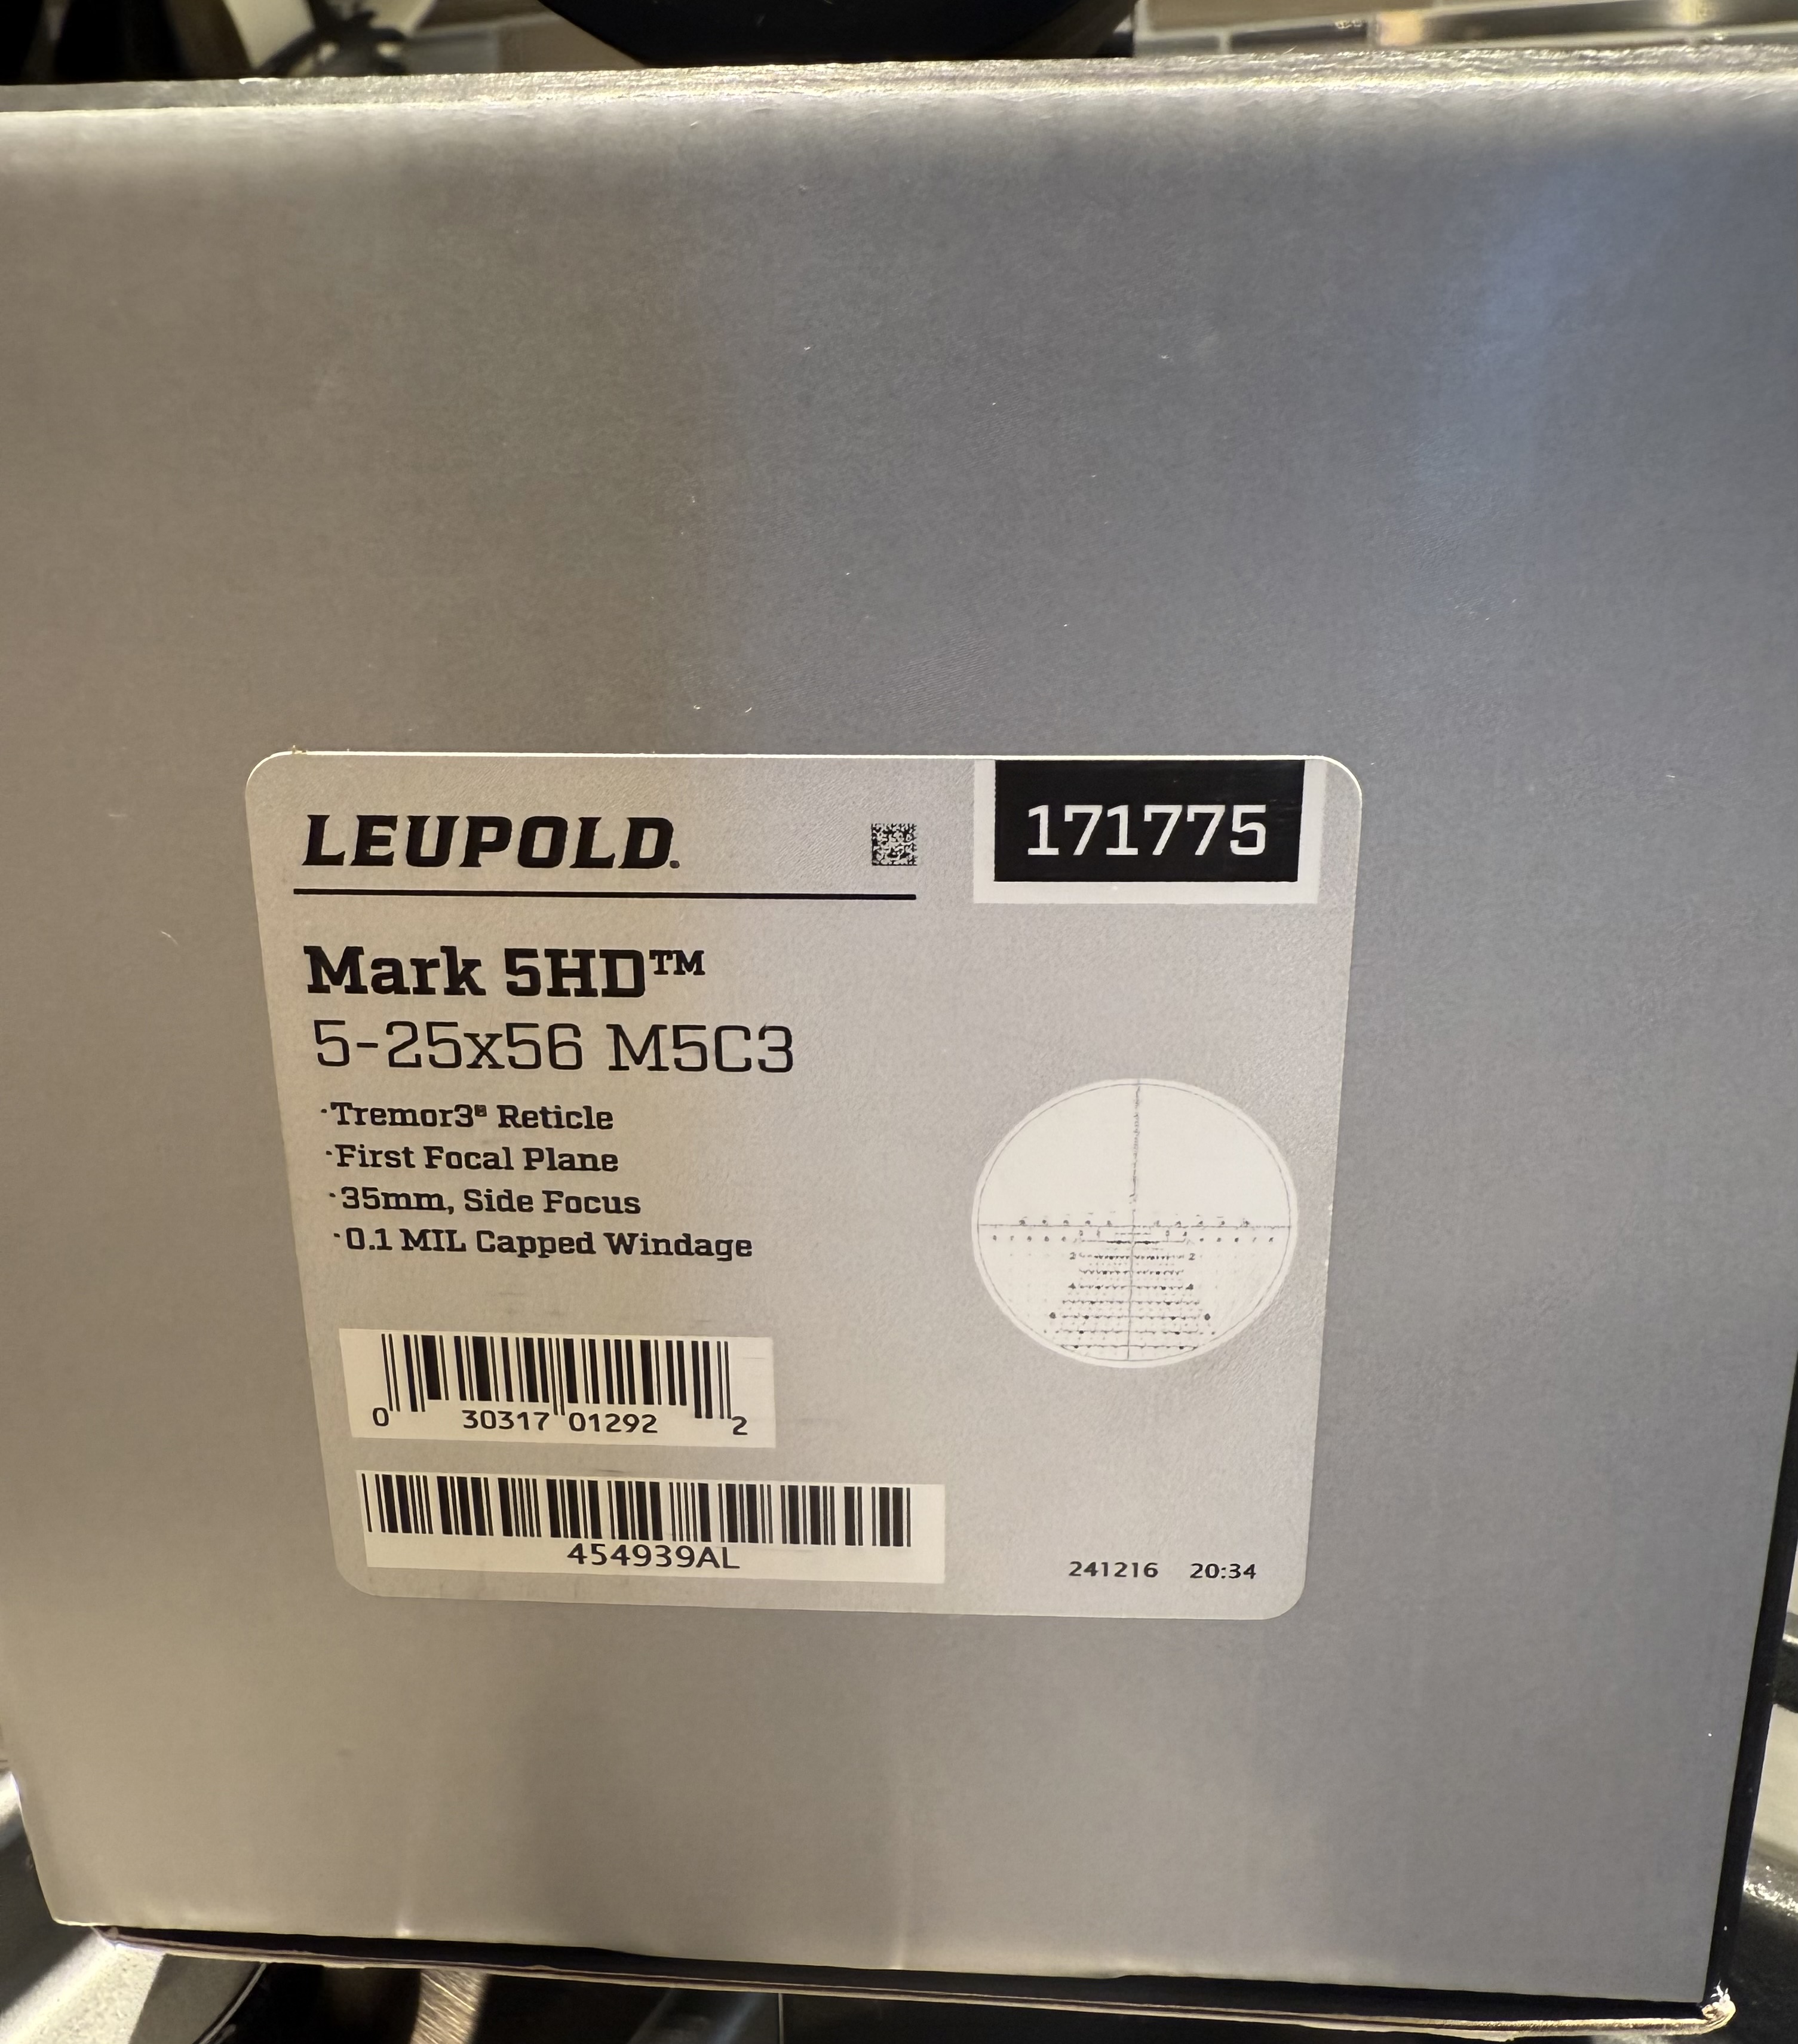 LEUPOLD®
171775
Mark 5HD™
5-25x56 M5C3
·Tremor3® Reticle
·First Focal Plane
·35mm, Side Focus
·0.1 MIL Capped Windage
0 30317 01292 2
454939AL
241216 20:34